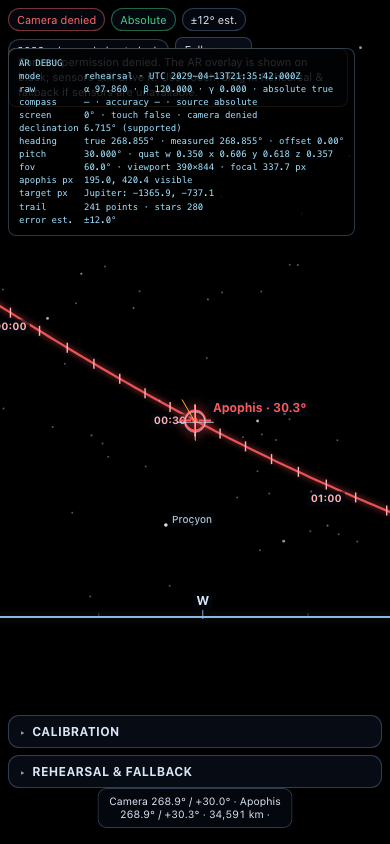 Camera denied
Absolute
±12° est.
AR DEBUG
mode rehearsal · UTC 2029-04-13T21:35:42.000Z
raw α 97.860 · β 120.000 · γ 0.000 · absolute true
compass — · accuracy — · source absolute
screen 0° · touch false · camera denied
declination 6.715° (supported)
heading true 268.855° · measured 268.855° · offset 0.00°
pitch 30.000° · quat w 0.350 x 0.606 y 0.618 z 0.357
fov 60.0° · viewport 390×844 · focal 337.7 px
apophis px 195.0, 420.4 visible
target px Jupiter: -1365.9, -737.1
trail 241 points · stars 280
error est. ±12.0°
Apophis · 30.3°
01:00
Procyon
W
CALIBRATION
REHEARSAL & FALLBACK
Camera 268.9° / +30.0° · Apophis
268.9° / +30.3° · 34,591 km ·